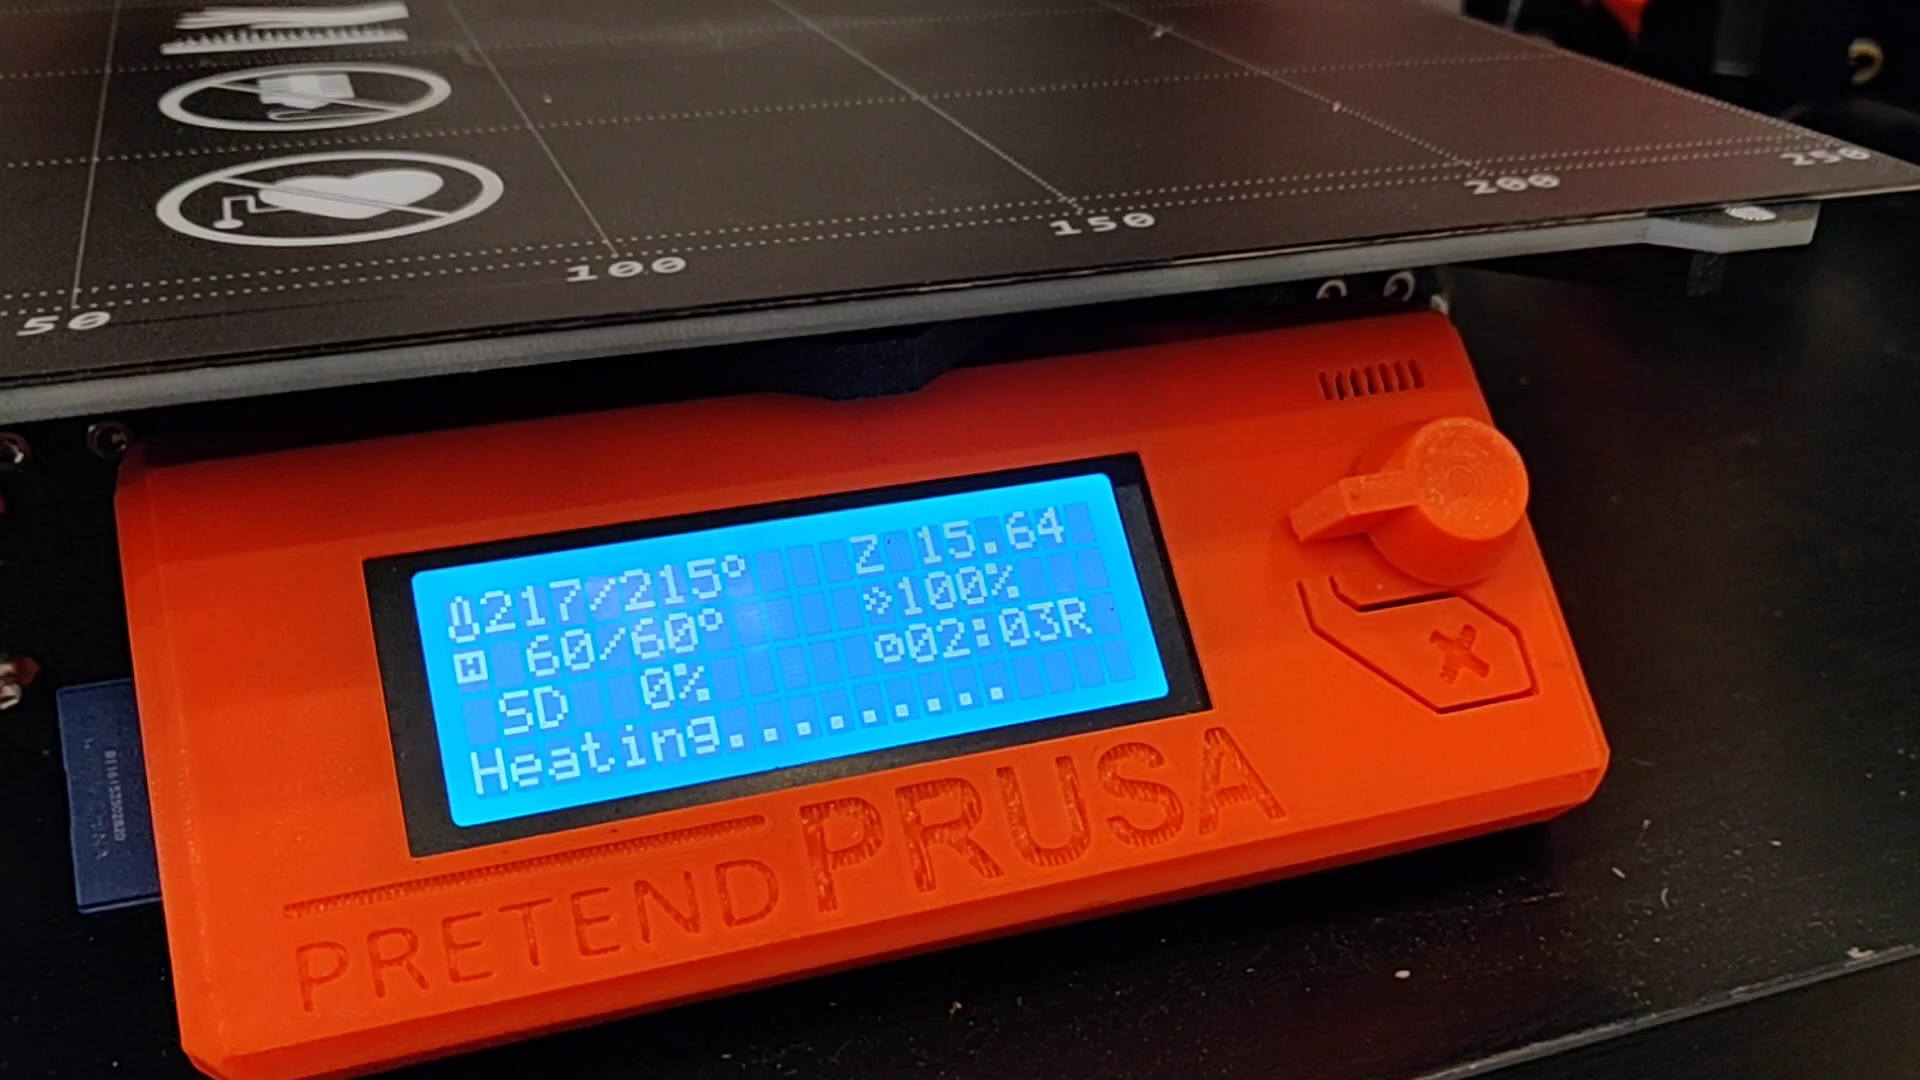 50
100
150
200
250
217/215° Z 15.64
60/60° 100%
SD 0% 02:03R
Heating.........
PRETEND PRUSA